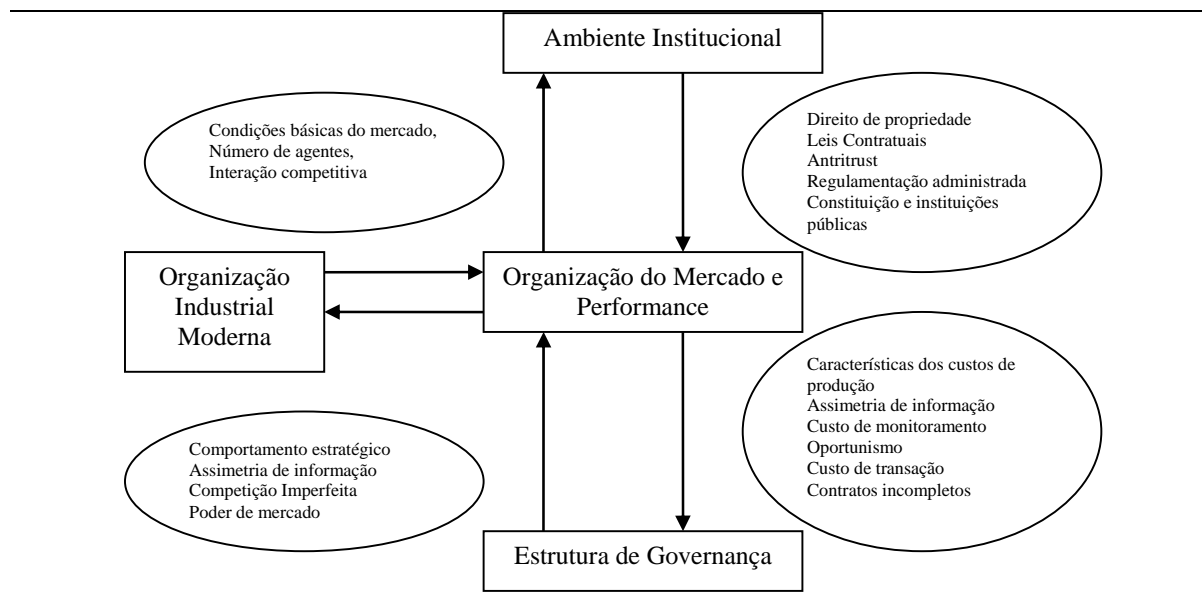 Ambiente Institucional
Condições básicas do mercado,
Número de agentes,
Interação competitiva
Direito de propriedade
Leis Contratuais
Antritrust
Regulamentação administrada
Constituição e instituições
públicas
Organização
Industrial
Moderna
Organização do Mercado e
Performance
Características dos custos de
produção
Assimetria de informação
Custo de monitoramento
Oportunismo
Custo de transação
Contratos incompletos
Comportamento estratégico
Assimetria de informação
Competição Imperfeita
Poder de mercado
Estrutura de Governança